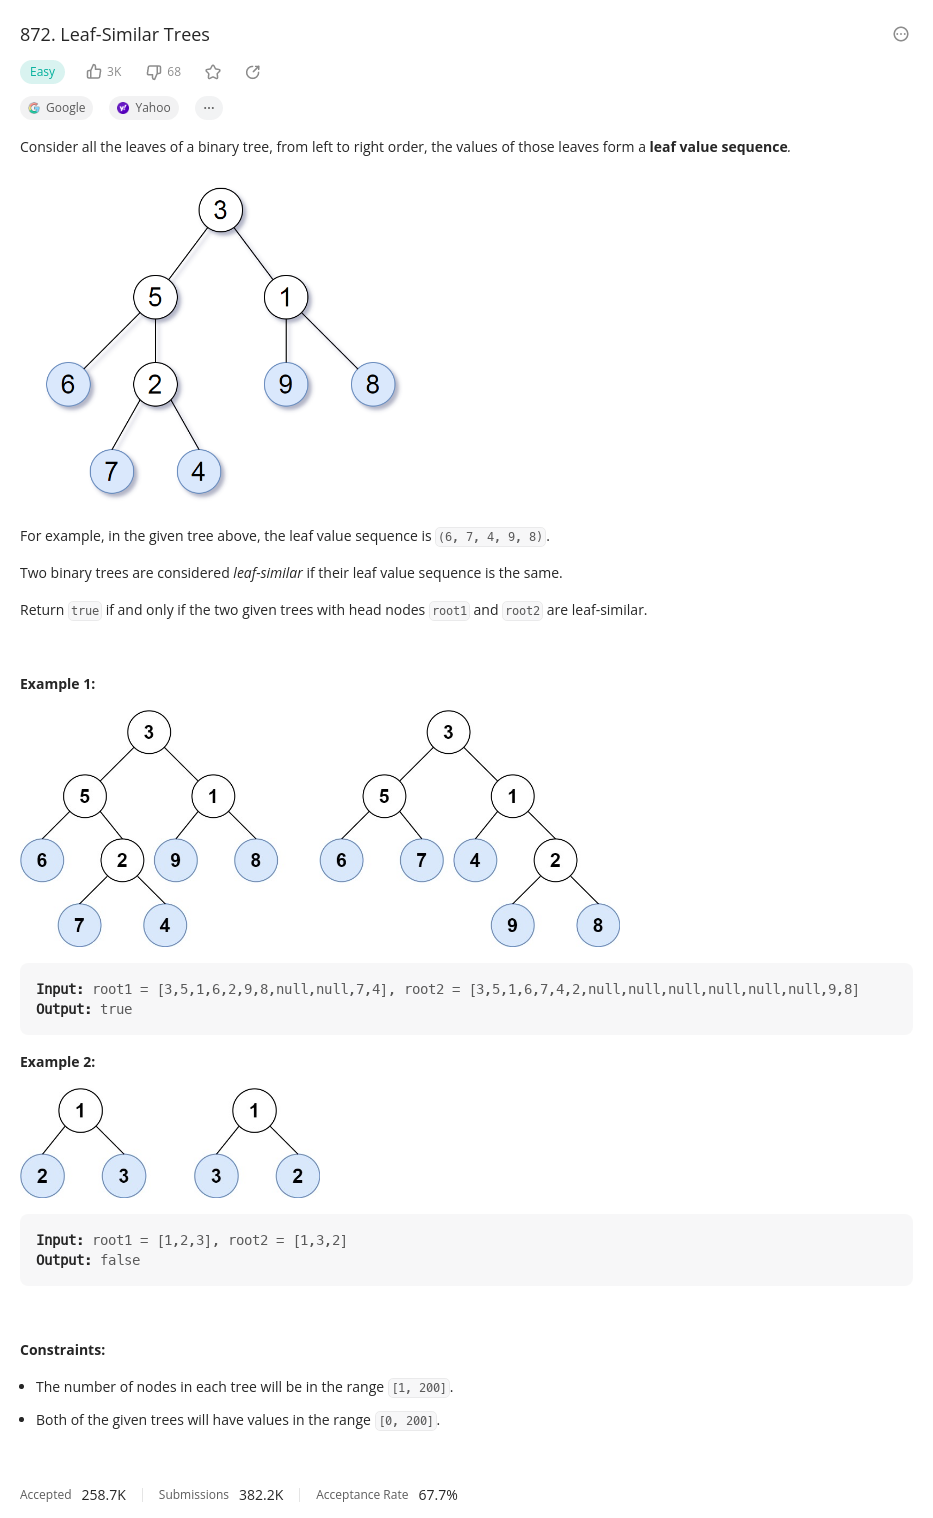 872. Leaf-Similar Trees
Easy 3K 68
Google Yahoo
Consider all the leaves of a binary tree, from left to right order, the values of those leaves form a leaf value sequence.
3
5 1
6 2 9 8
7 4
For example, in the given tree above, the leaf value sequence is (6, 7, 4, 9, 8).
Two binary trees are considered leaf-similar if their leaf value sequence is the same.
Return true if and only if the two given trees with head nodes root1 and root2 are leaf-similar.
Example 1:
3 3
5 1 5 1
6 2 9 8 6 7 4 2
7 4 9 8
Input: root1 = [3,5,1,6,2,9,8,null,null,7,4], root2 = [3,5,1,6,7,4,2,null,null,null,null,null,null,9,8]
Output: true
Example 2:
1 1
2 3 3 2
Input: root1 = [1,2,3], root2 = [1,3,2]
Output: false
Constraints:
• The number of nodes in each tree will be in the range [1, 200].
• Both of the given trees will have values in the range [0, 200].
Accepted 258.7K Submissions 382.2K Acceptance Rate 67.7%